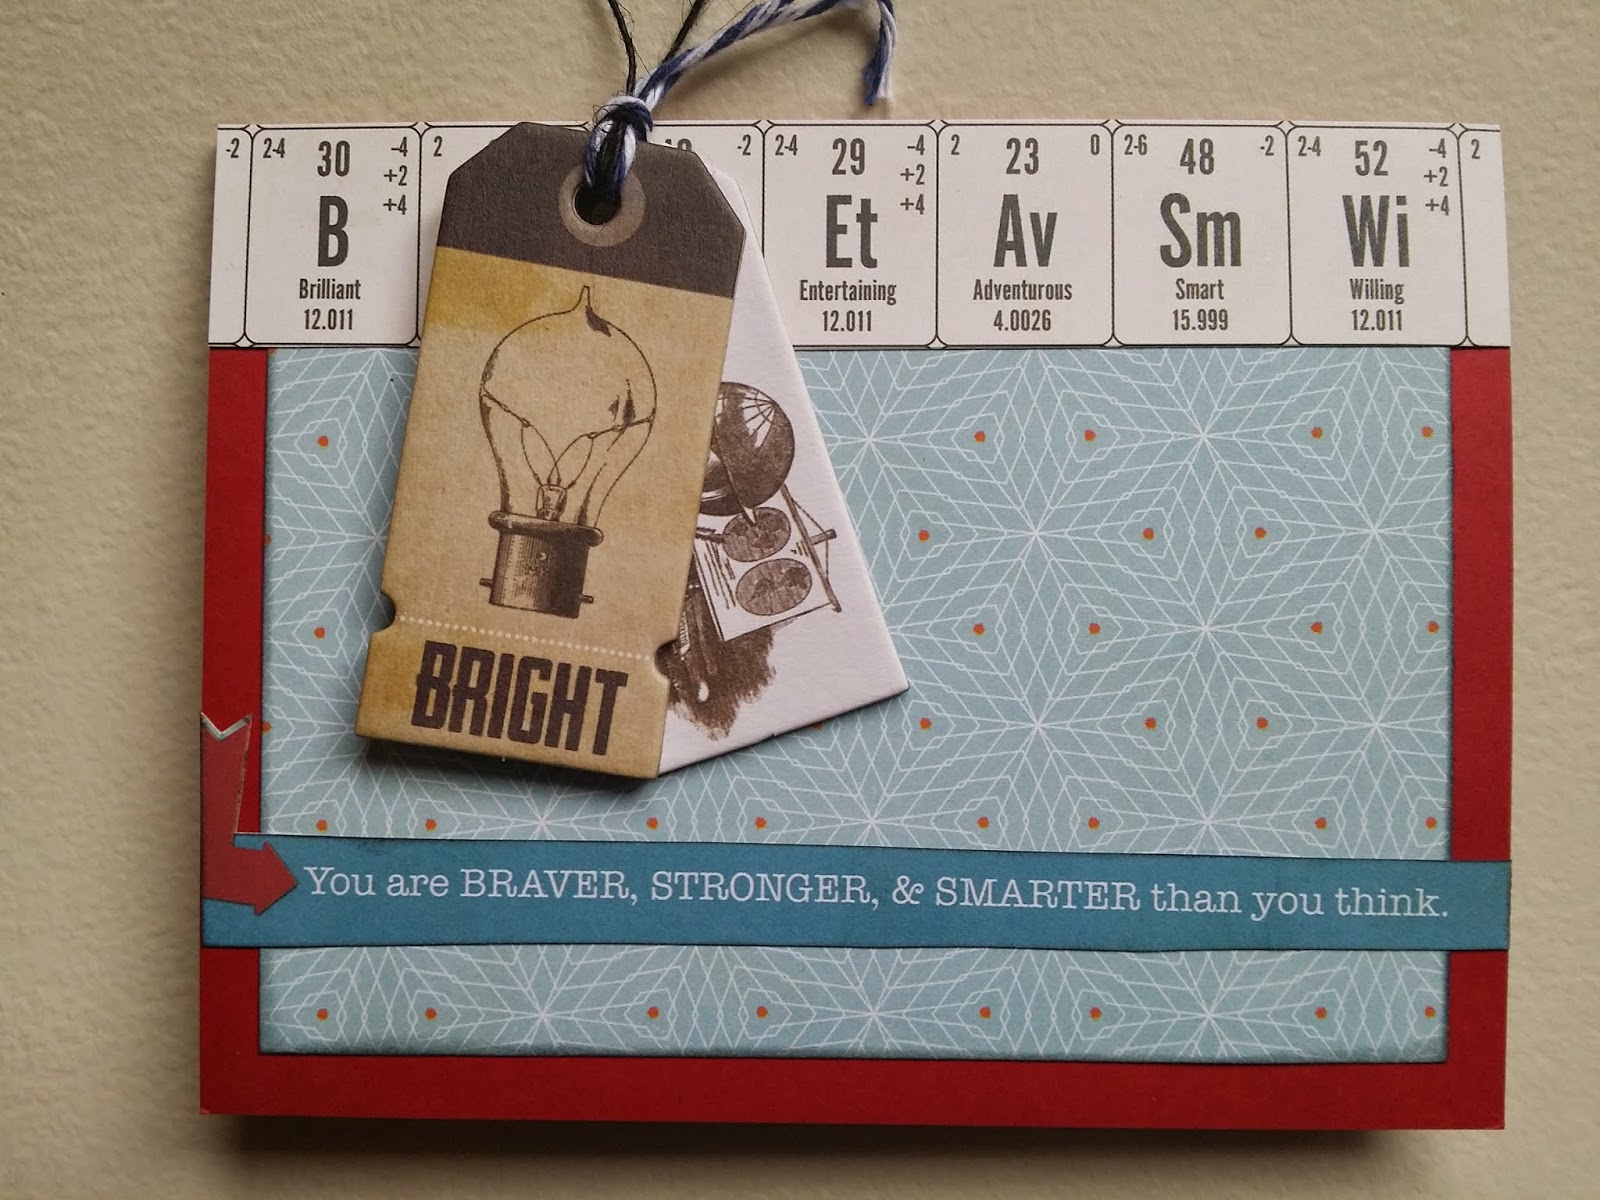 -2
2-4 30 -4
+2
+4
B
Brilliant
12.011
2
-2
2-4 29 -4
+2
+4
Et
Entertaining
12.011
2 23 0
Av
Adventurous
4.0026
2-6 48 -2
Sm
Smart
15.999
2-4 52 -4
+2
+4
Wi
Willing
12.011
2
BRIGHT
You are BRAVER, STRONGER, & SMARTER than you think.